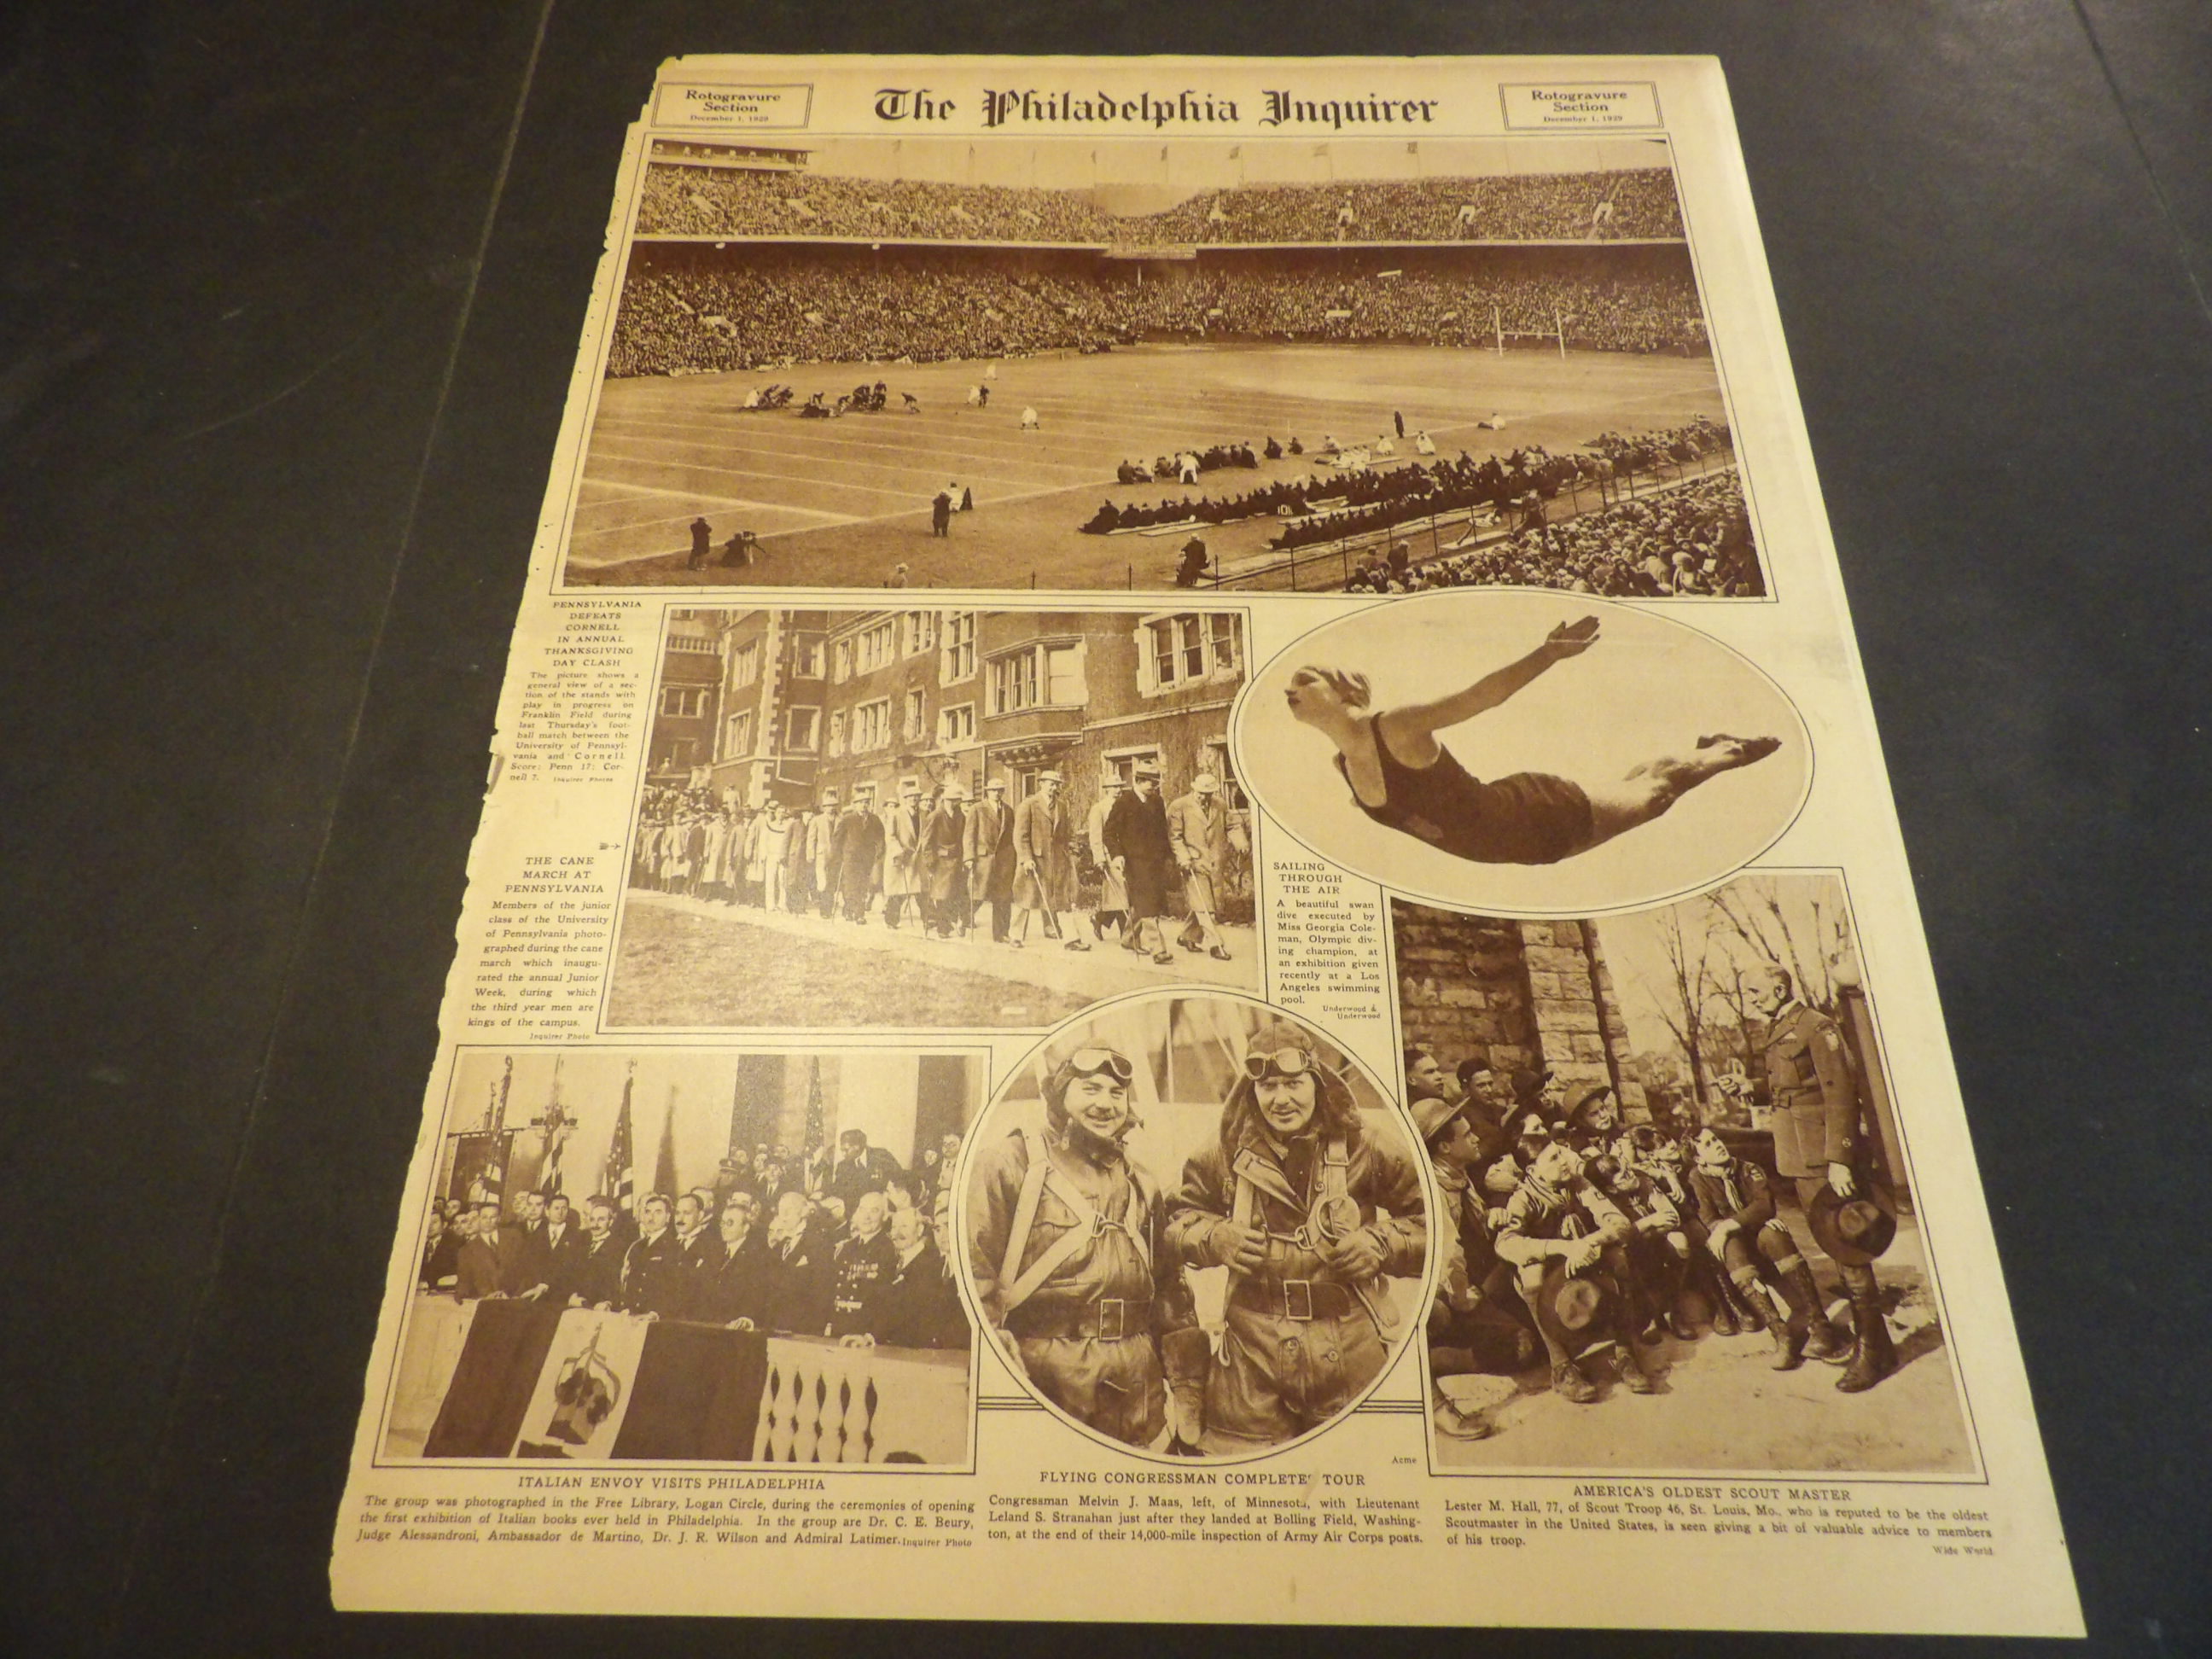 Rotogravure
Section
December 1, 1929
The Philadelphia Inquirer
Rotogravure
Section
December 1, 1929
PENNSYLVANIA
DEFEATS
CORNELL
IN ANNUAL
THANKSGIVING
DAY CLASH
The picture shows a
general view of a sec-
tion of the stands with
play in progress on
Franklin Field during
last Thursday's foot-
ball match between the
University of Pennsyl-
vania and Cornell.
Score: Penn 17; Cor-
nell 7. Inquirer Photos
THE CANE
MARCH AT
PENNSYLVANIA
Members of the junior
class of the University
of Pennsylvania photo-
graphed during the cane
march which inaugu-
rated the annual Junior
Week, during which
the third year men are
kings of the campus.
Inquirer Photo
SAILING
THROUGH
THE AIR
A beautiful swan
dive executed by
Miss Georgia Cole-
man, Olympic div-
ing champion, at
an exhibition given
recently at a Los
Angeles swimming
pool.
Underwood &
Underwood
ITALIAN ENVOY VISITS PHILADELPHIA
The group was photographed in the Free Library, Logan Circle, during the ceremonies of opening
the first exhibition of Italian books ever held in Philadelphia. In the group are Dr. C. E. Beury,
Judge Alessandroni, Ambassador de Martino, Dr. J. R. Wilson and Admiral Latimer. Inquirer Photo
Acme
FLYING CONGRESSMAN COMPLETE' TOUR
Congressman Melvin J. Maas, left, of Minnesota, with Lieutenant
Leland S. Stranahan just after they landed at Bolling Field, Washing-
ton, at the end of their 14,000-mile inspection of Army Air Corps posts.
AMERICA'S OLDEST SCOUT MASTER
Lester M. Hall, 77, of Scout Troop 46, St. Louis, Mo., who is reputed to be the oldest
Scoutmaster in the United States, is seen giving a bit of valuable advice to members
of his troop.
Wide World